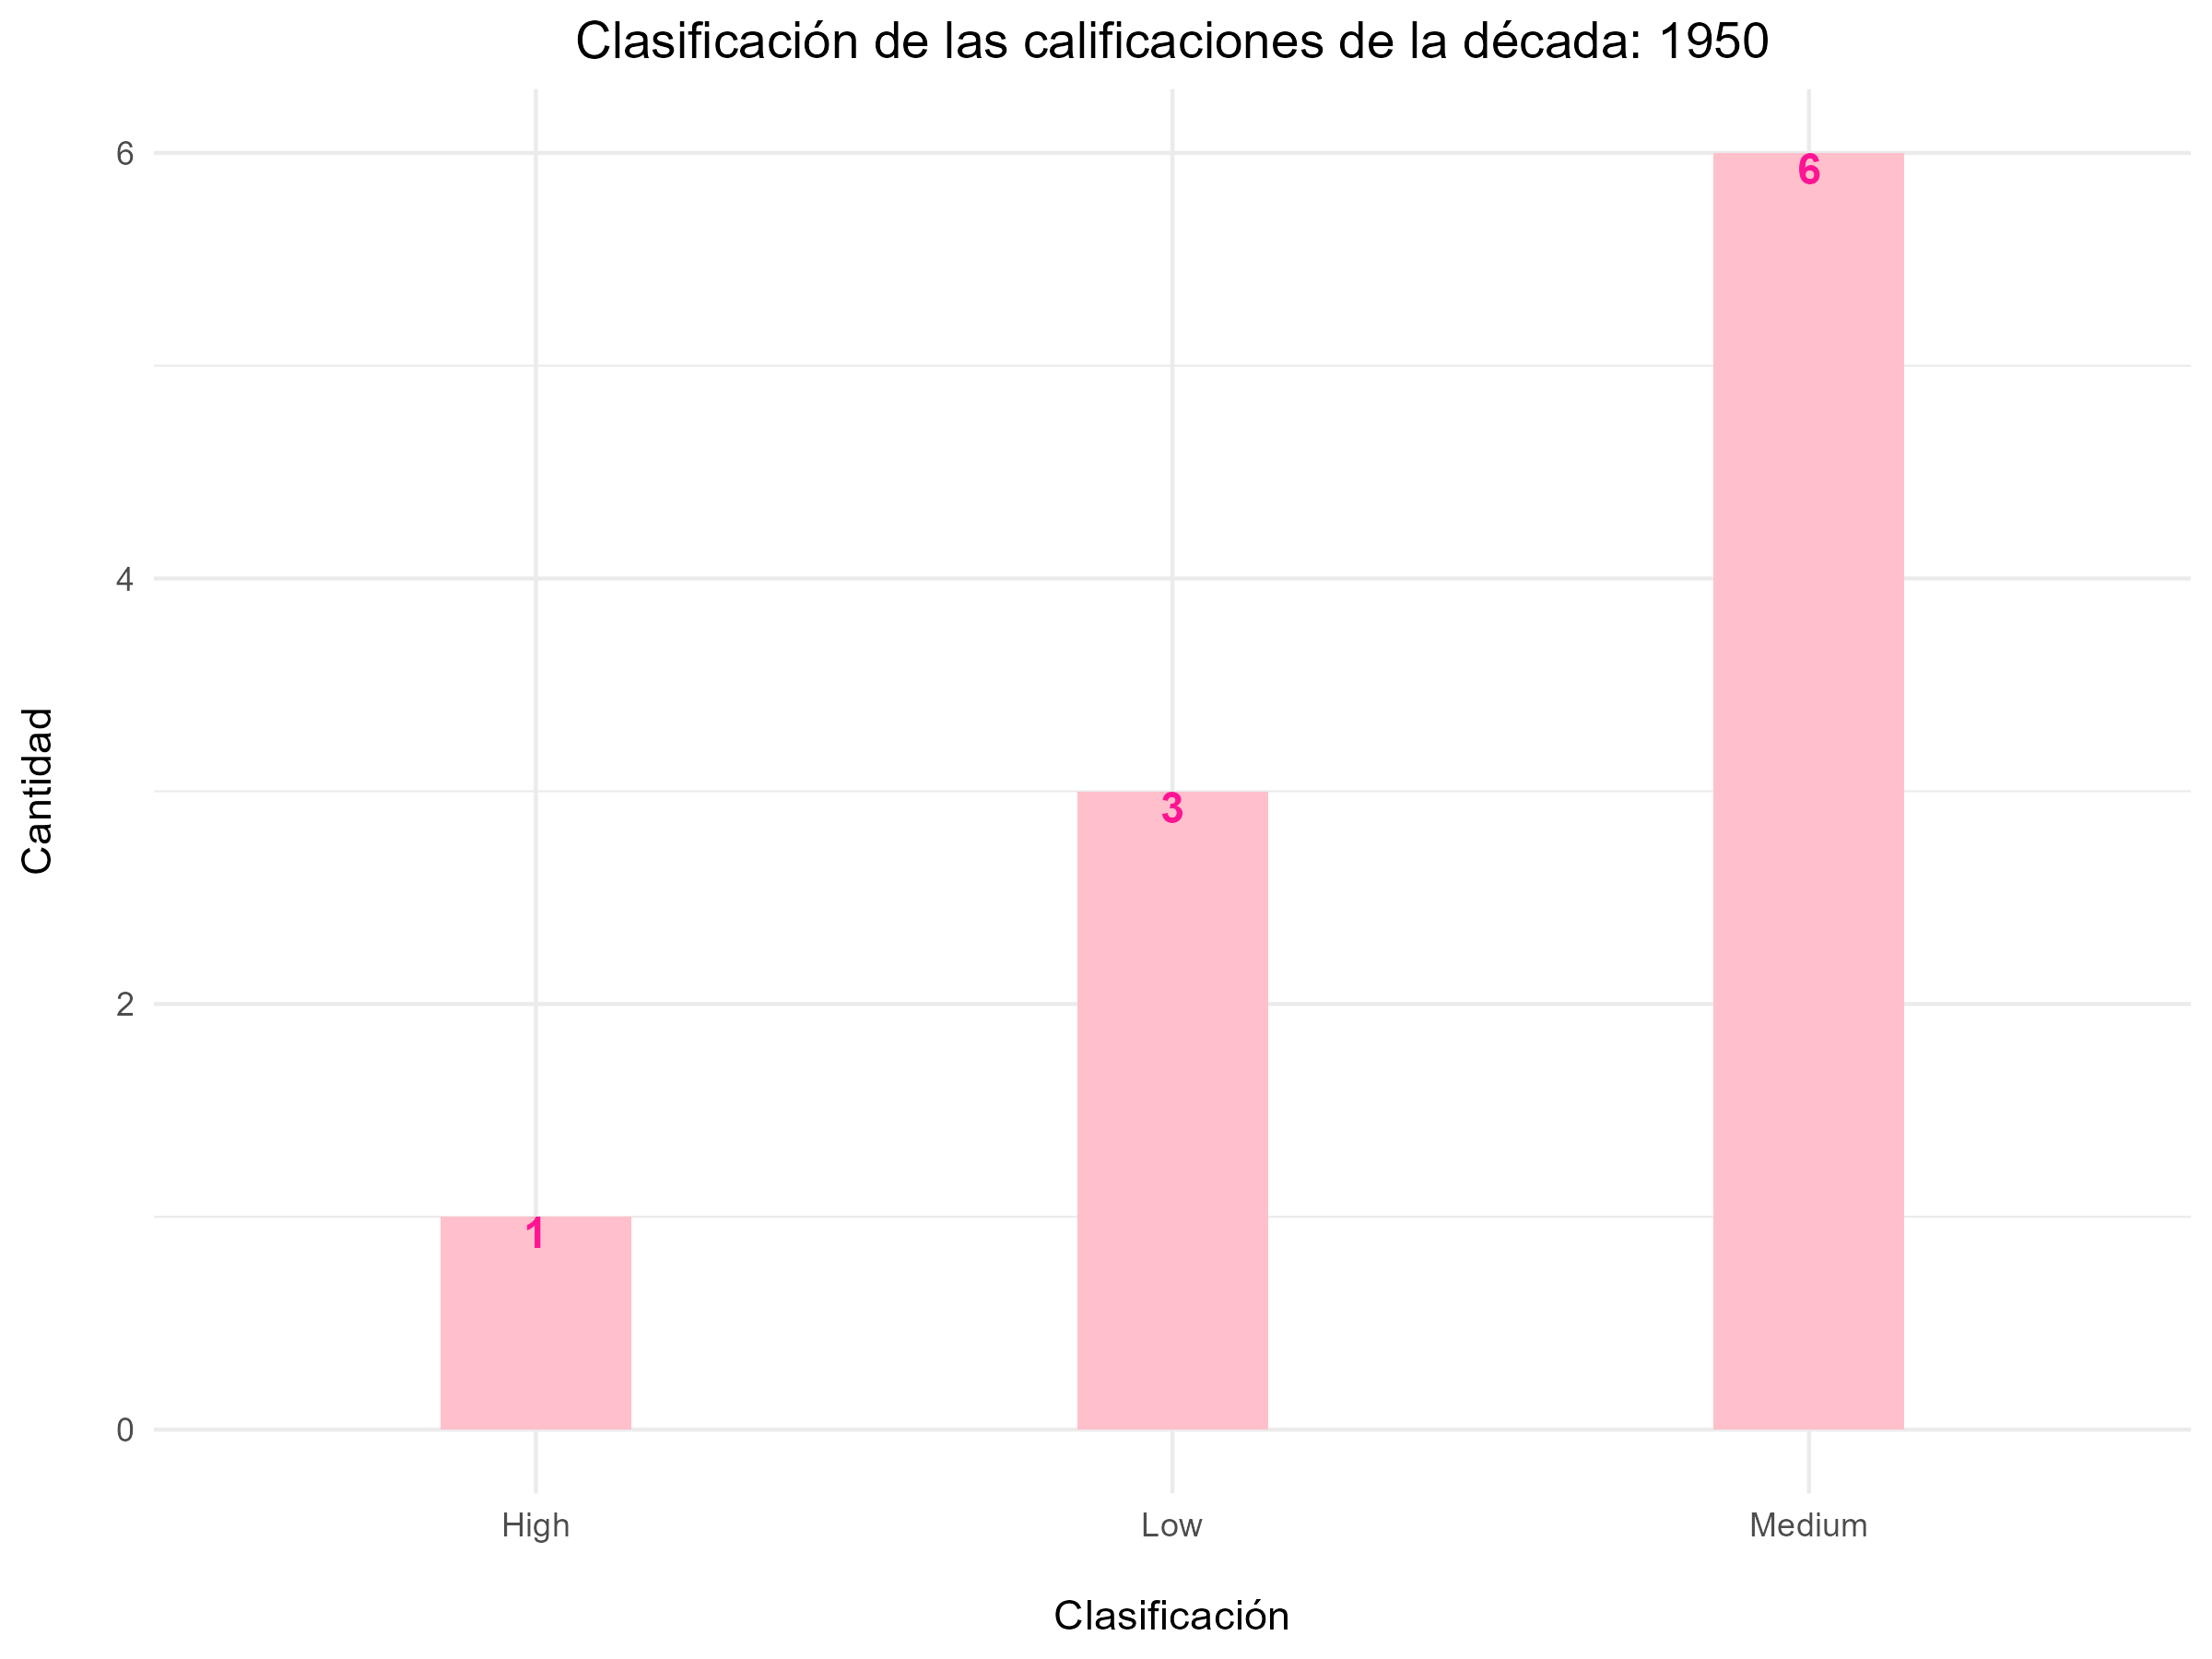 Clasificación de las calificaciones de la década: 1950
Cantidad
6
4
2
0
1
3
6
High
Low
Medium
Clasificación